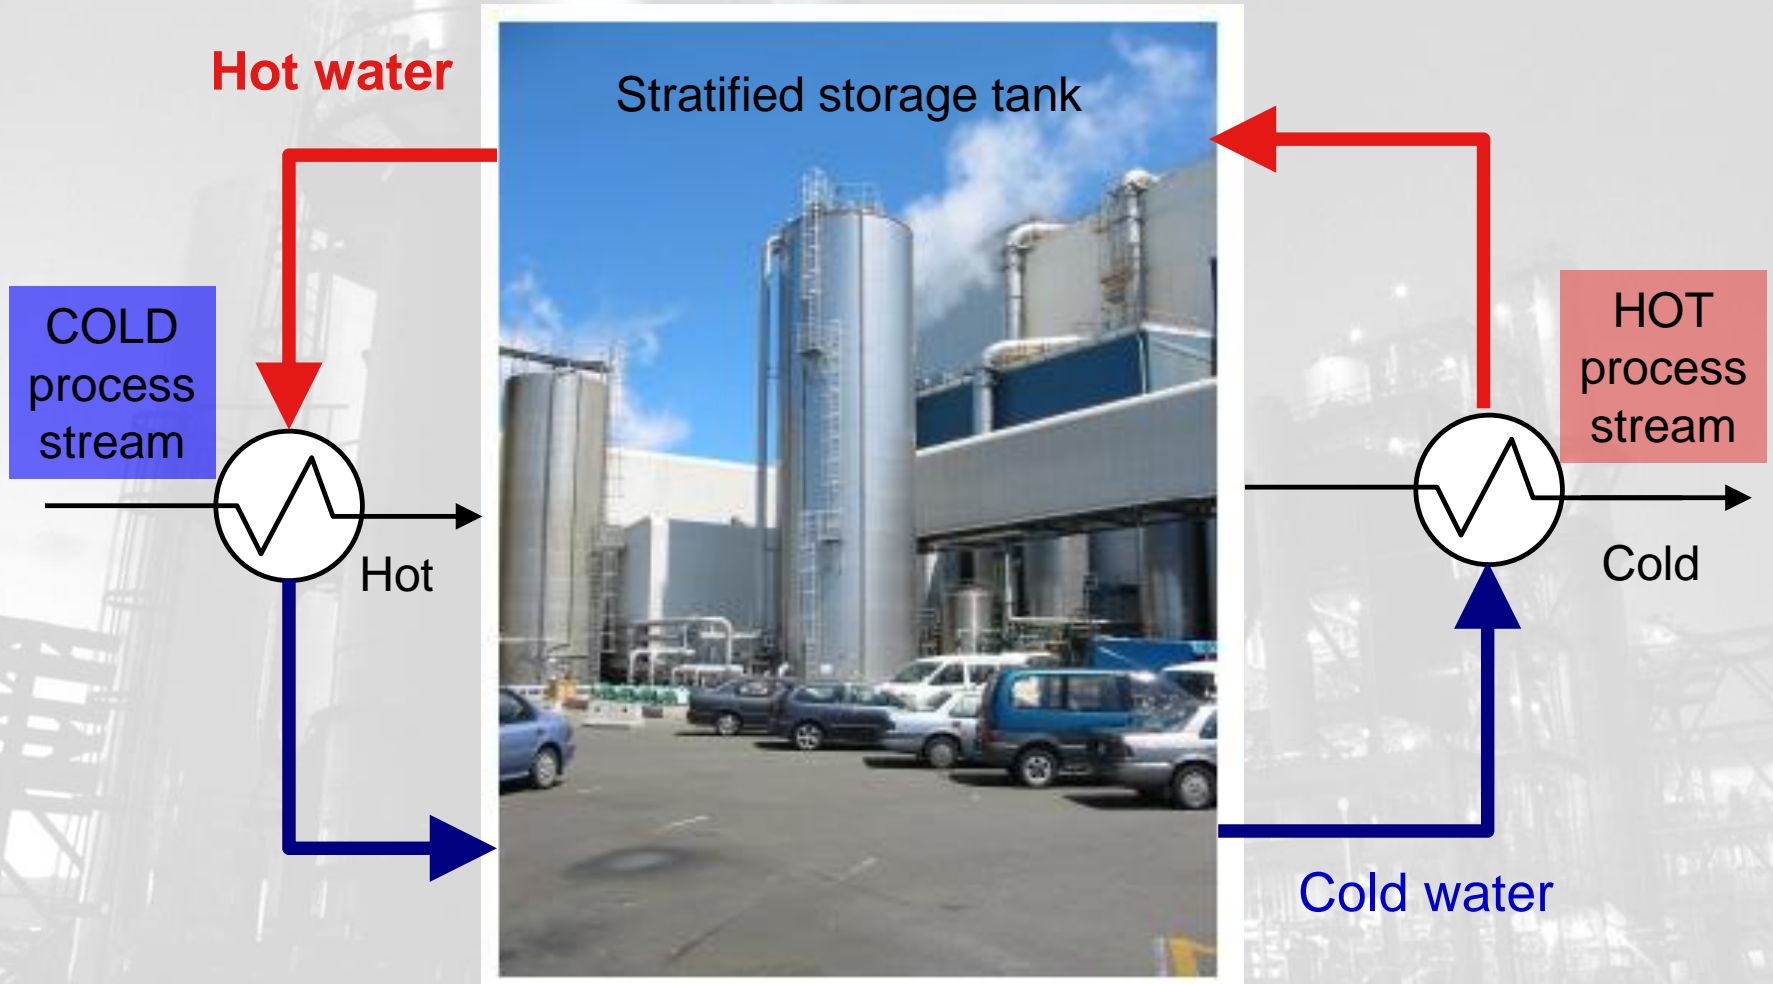 Hot water
Stratified storage tank
COLD
process
stream
Hot
HOT
process
stream
Cold
Cold water